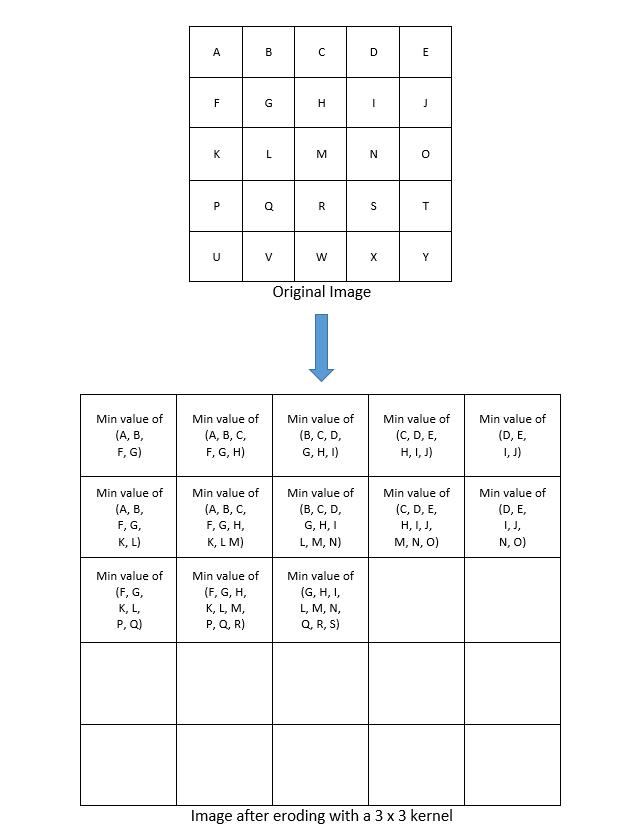 A B C D E
F G H I J
K L M N O
P Q R S T
U V W X Y
Original Image
Min value of
(A, B,
F, G)
Min value of
(A, B, C,
F, G, H)
Min value of
(B, C, D,
G, H, I)
Min value of
(C, D, E,
H, I, J)
Min value of
(D, E,
I, J)
Min value of
(A, B,
F, G,
K, L)
Min value of
(A, B, C,
F, G, H,
K, L M)
Min value of
(B, C, D,
G, H, I
L, M, N)
Min value of
(C, D, E,
H, I, J,
M, N, O)
Min value of
(D, E,
I, J,
N, O)
Min value of
(F, G,
K, L,
P, Q)
Min value of
(F, G, H,
K, L, M,
P, Q, R)
Min value of
(G, H, I,
L, M, N,
Q, R, S)
Image after eroding with a 3 x 3 kernel